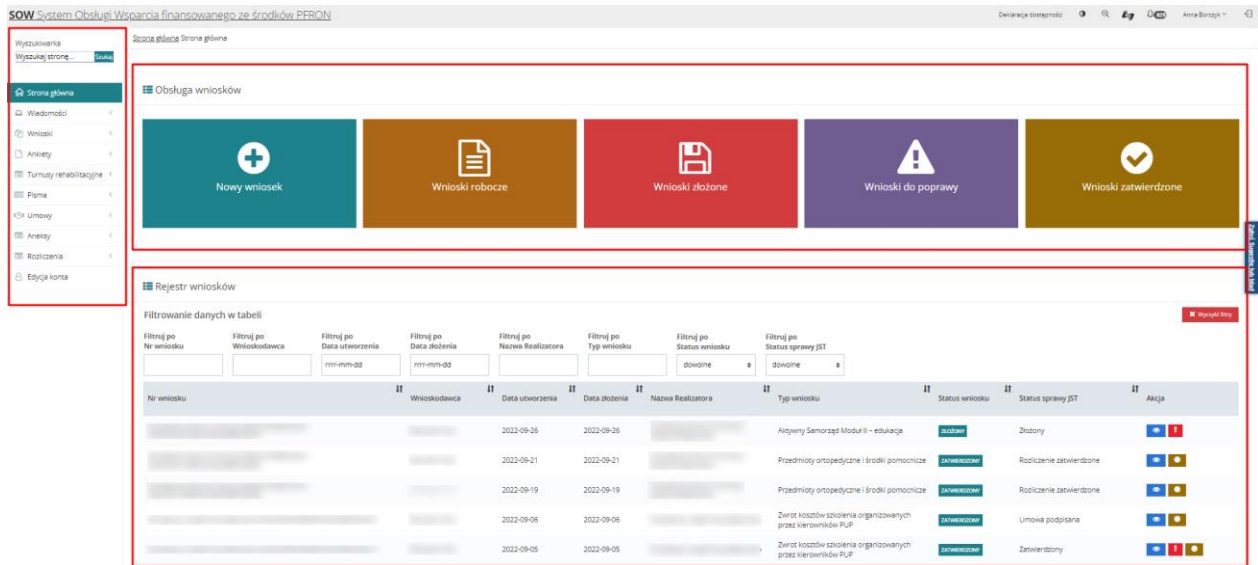 SOW System Obsługi Wsparcia finansowanego ze środków PFRON
Deklaracja dostępności
Anna Borczyk
Wyszukiwarka
Wyszukaj stronę...
Szukaj
Strona główna
Wiadomości
Wnioski
Ankiety
Turnusy rehabilitacyjne
Pisma
Umowy
Aneksy
Rozliczenia
Edycja konta
Strona główna Strona główna
Obsługa wniosków
Nowy wniosek
Wnioski robocze
Wnioski złożone
Wnioski do poprawy
Wnioski zatwierdzone
Zgłoś sugestię lub błąd
Rejestr wniosków
Filtrowanie danych w tabeli
Wyczyść filtry
Filtruj po Nr wniosku
Filtruj po Wnioskodawca
Filtruj po Data utworzenia
Filtruj po Data złożenia
Filtruj po Nazwa Realizatora
Filtruj po Typ wniosku
Filtruj po Status wniosku
Filtruj po Status sprawy JST
rrrr-mm-dd rrrr-mm-dd dowolne dowolne
Nr wniosku Wnioskodawca Data utworzenia Data złożenia Nazwa Realizatora Typ wniosku Status wniosku Status sprawy JST Akcja
2022-09-26 2022-09-26 Aktywny Samorząd Moduł II – edukacja ZŁOŻONY Złożony
2022-09-21 2022-09-21 Przedmioty ortopedyczne i środki pomocnicze ZATWIERDZONY Rozliczenie zatwierdzone
2022-09-19 2022-09-19 Przedmioty ortopedyczne i środki pomocnicze ZATWIERDZONY Rozliczenie zatwierdzone
2022-09-06 2022-09-06 Zwrot kosztów szkolenia organizowanych przez kierowników PUP ZATWIERDZONY Umowa podpisana
2022-09-05 2022-09-05 Zwrot kosztów szkolenia organizowanych przez kierowników PUP ZATWIERDZONY Zatwierdzony